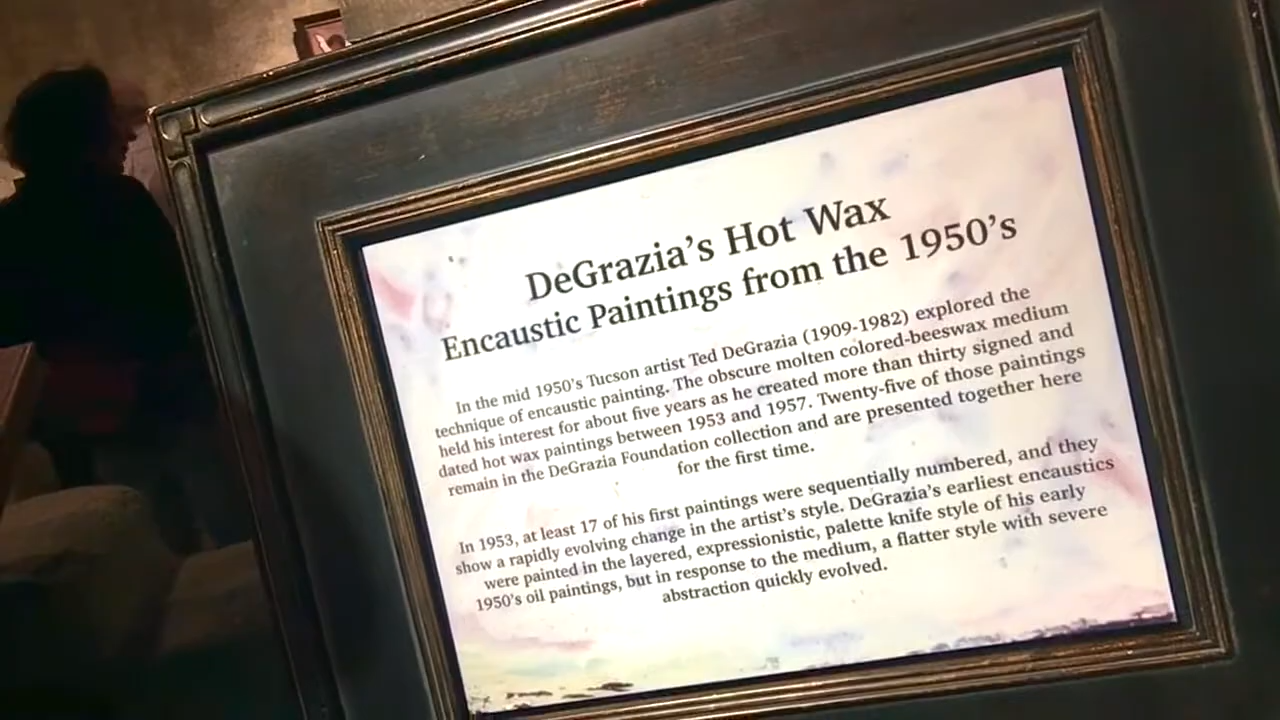 DeGrazia's Hot Wax
Encaustic Paintings from the 1950's
In the mid 1950's Tucson artist Ted DeGrazia (1909-1982) explored the
technique of encaustic painting. The obscure molten colored-beeswax medium
held his interest for about five years as he created more than thirty signed and
dated hot wax paintings between 1953 and 1957. Twenty-five of those paintings
remain in the DeGrazia Foundation collection and are presented together here
for the first time.
In 1953, at least 17 of his first paintings were sequentially numbered, and they
show a rapidly evolving change in the artist's style. DeGrazia's earliest encaustics
were painted in the layered, expressionistic, palette knife style of his early
1950's oil paintings, but in response to the medium, a flatter style with severe
abstraction quickly evolved.